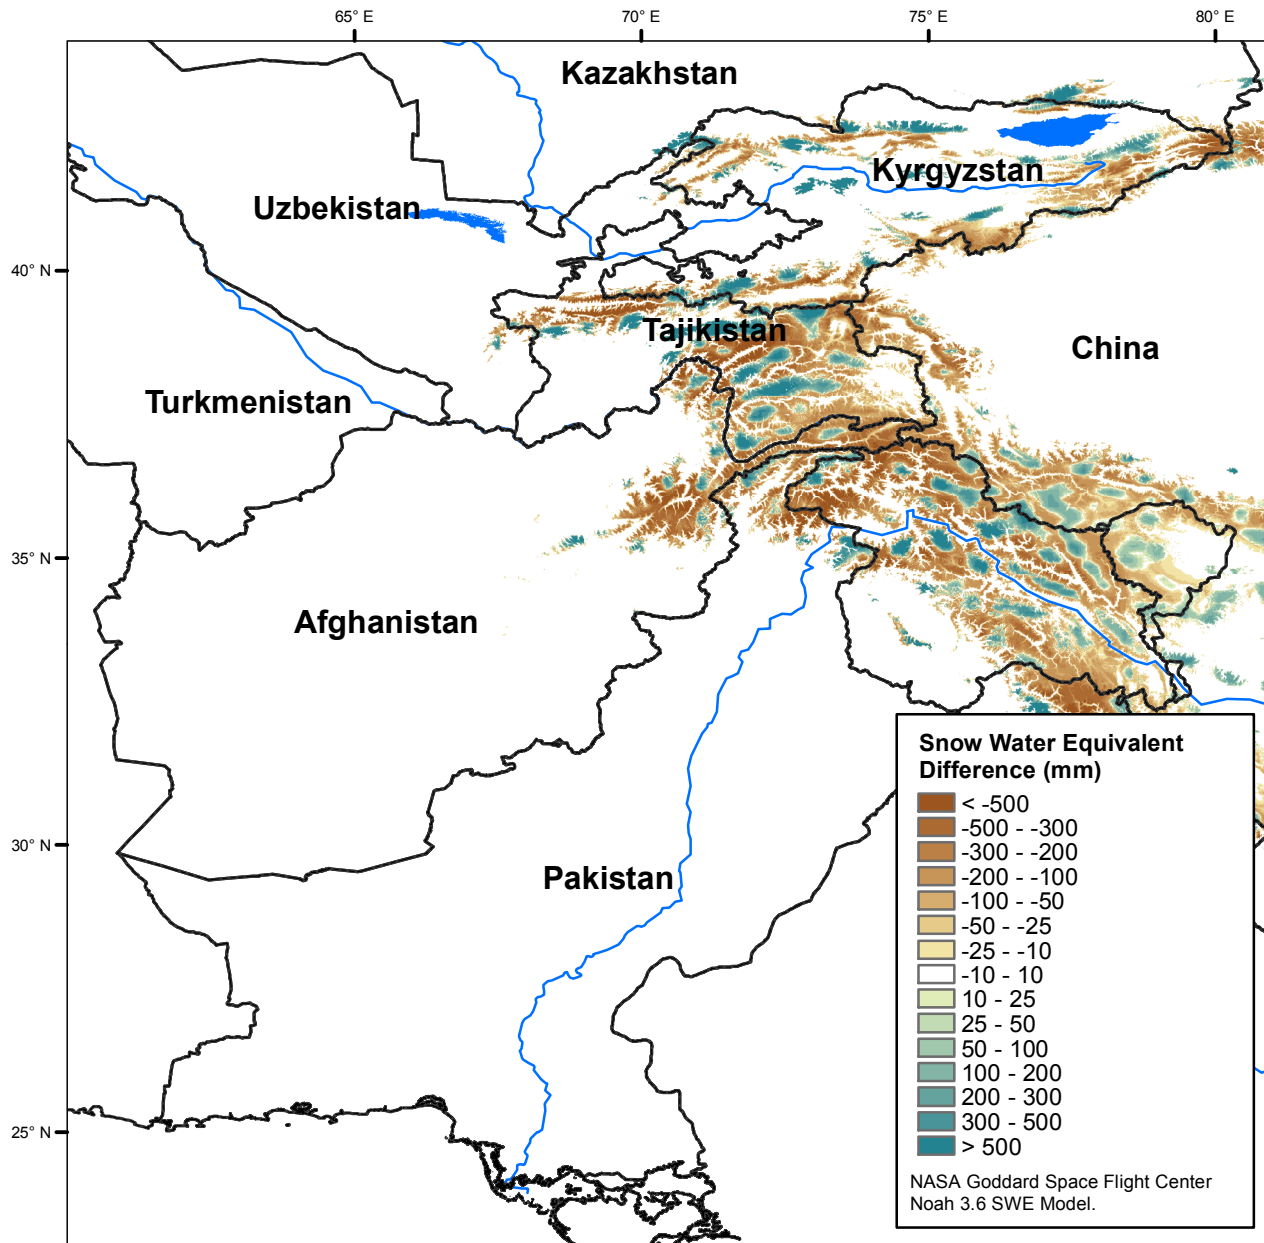 65° E
70° E
75° E
80° E
Kazakhstan
Kyrgyzstan
Uzbekistan
40° N
Tajikistan
China
Turkmenistan
35° N
Afghanistan
30° N
Pakistan
25° N
Snow Water Equivalent
Difference (mm)
< -500
-500 - -300
-300 - -200
-200 - -100
-100 - -50
-50 - -25
-25 - -10
-10 - 10
10 - 25
25 - 50
50 - 100
100 - 200
200 - 300
300 - 500
> 500
NASA Goddard Space Flight Center
Noah 3.6 SWE Model.